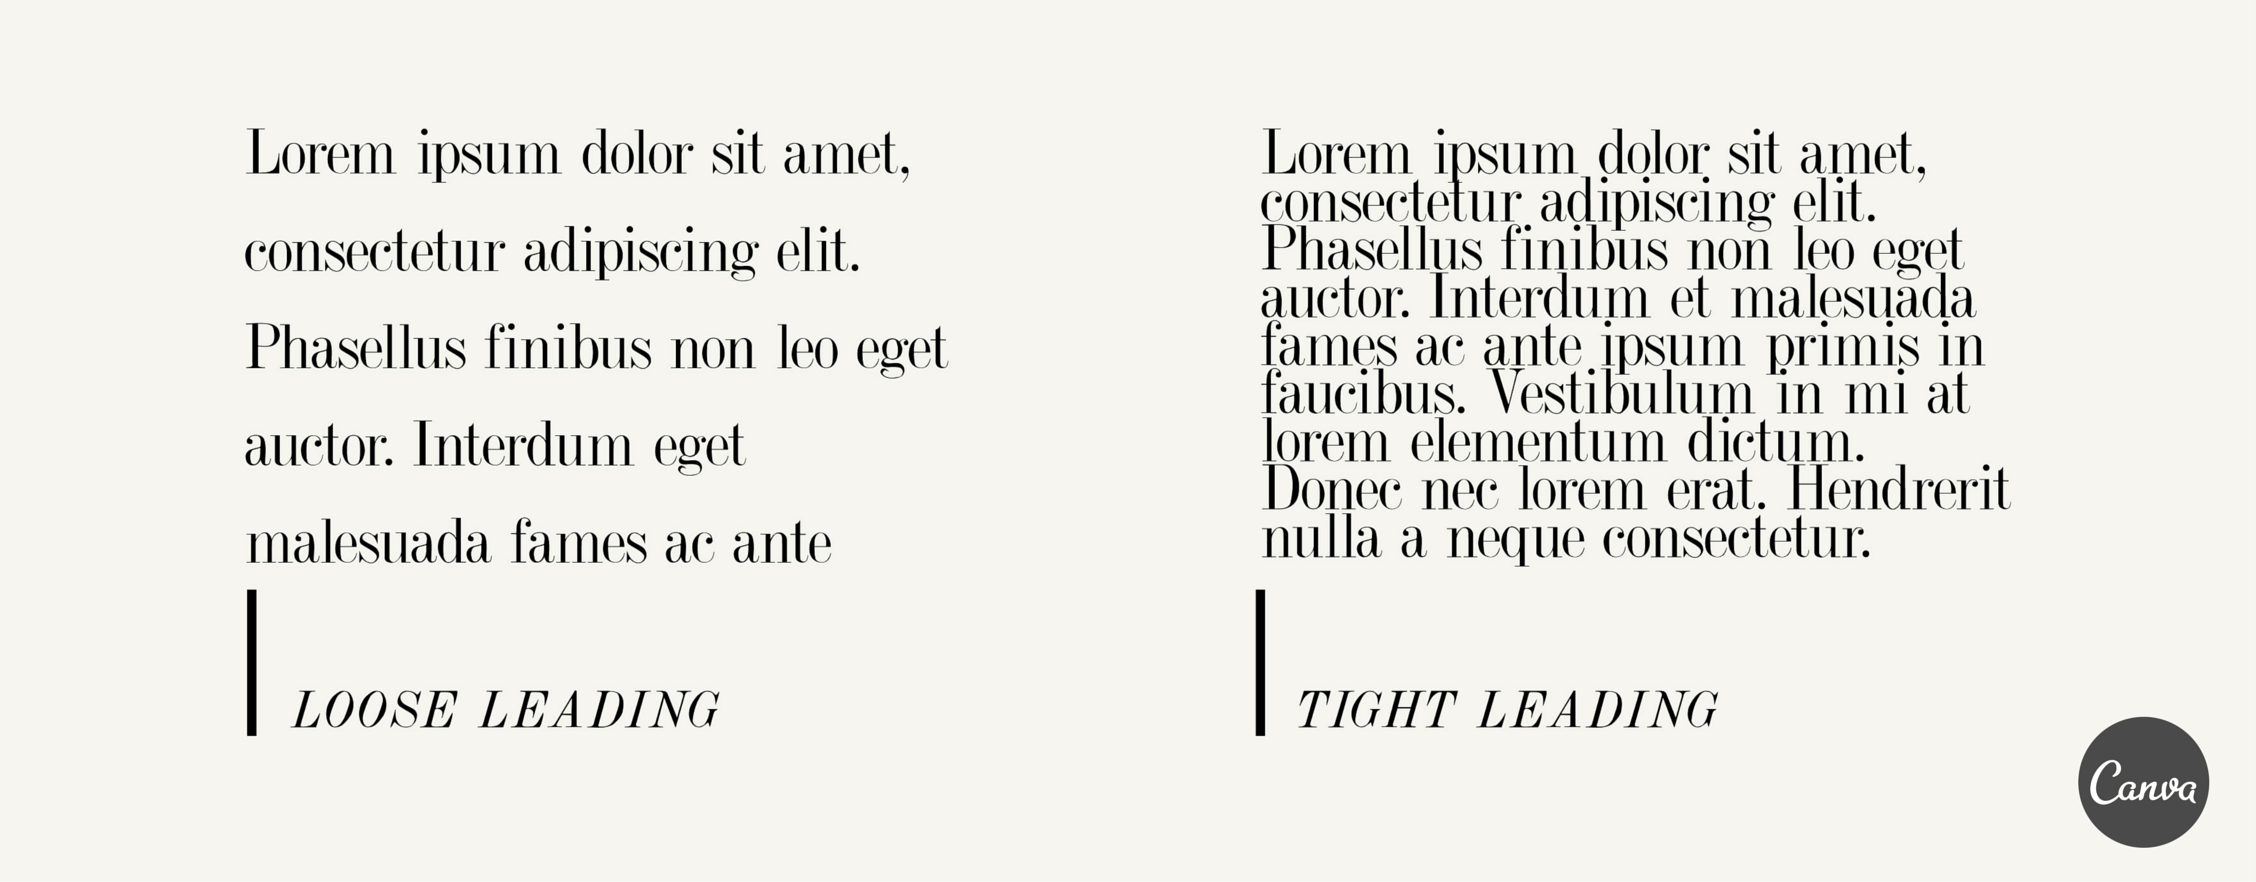 Lorem ipsum dolor sit amet,
consectetur adipiscing elit.
Phasellus finibus non leo eget
auctor. Interdum eget
malesuada fames ac ante
LOOSE LEADING
Lorem ipsum dolor sit amet,
consectetur adipiscing elit.
Phasellus finibus non leo eget
auctor. Interdum et malesuada
fames ac ante ipsum primis in
faucibus. Vestibulum in mi at
lorem elementum dictum.
Donec nec lorem erat. Hendrerit
nulla a neque consectetur.
TIGHT LEADING
Canva